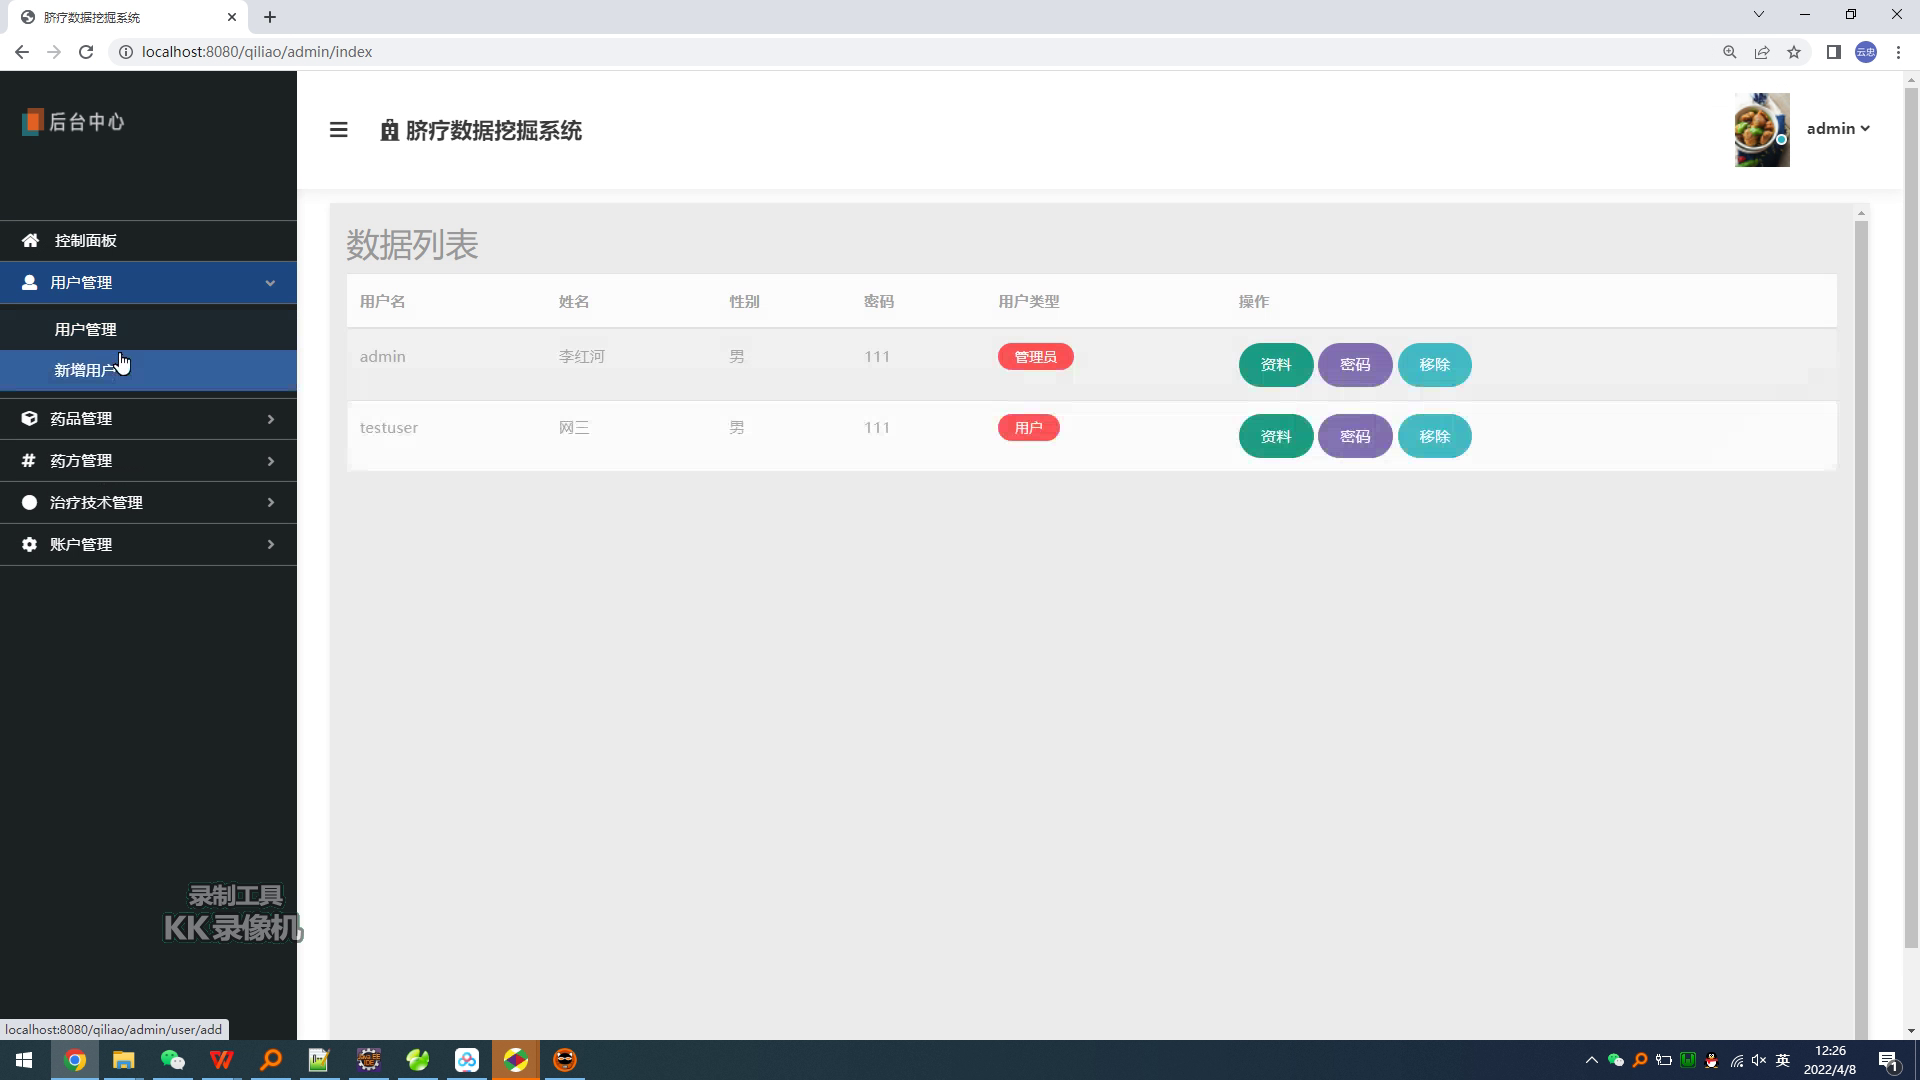 脐疗数据挖掘系统
localhost:8080/qiliao/admin/index
云忠
后台中心
脐疗数据挖掘系统
admin
控制面板
用户管理
用户管理
新增用户
药品管理
药方管理
治疗技术管理
账户管理
数据列表
用户名 姓名 性别 密码 用户类型 操作
admin 李红河 男 111 管理员 资料 密码 移除
testuser 网三 男 111 用户 资料 密码 移除
录制工具
KK录像机
localhost:8080/qiliao/admin/user/add
英
12:26
2022/4/8
1